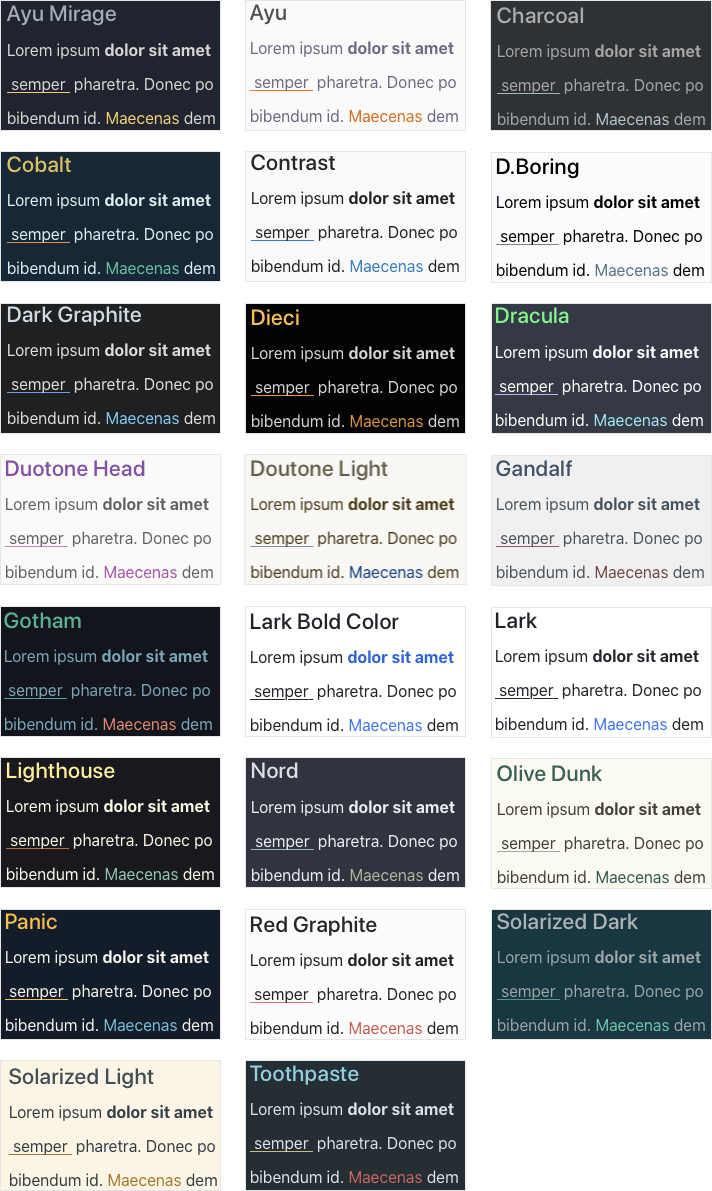 Ayu Mirage
Lorem ipsum dolor sit amet
semper pharetra. Donec po
bibendum id. Maecenas dem
Ayu
Lorem ipsum dolor sit amet
semper pharetra. Donec po
bibendum id. Maecenas dem
Charcoal
Lorem ipsum dolor sit amet
semper pharetra. Donec po
bibendum id. Maecenas dem
Cobalt
Lorem ipsum dolor sit amet
semper pharetra. Donec po
bibendum id. Maecenas dem
Contrast
Lorem ipsum dolor sit amet
semper pharetra. Donec po
bibendum id. Maecenas dem
D.Boring
Lorem ipsum dolor sit amet
semper pharetra. Donec po
bibendum id. Maecenas dem
Dark Graphite
Lorem ipsum dolor sit amet
semper pharetra. Donec po
bibendum id. Maecenas dem
Dieci
Lorem ipsum dolor sit amet
semper pharetra. Donec po
bibendum id. Maecenas dem
Dracula
Lorem ipsum dolor sit amet
semper pharetra. Donec po
bibendum id. Maecenas dem
Duotone Head
Lorem ipsum dolor sit amet
semper pharetra. Donec po
bibendum id. Maecenas dem
Doutone Light
Lorem ipsum dolor sit amet
semper pharetra. Donec po
bibendum id. Maecenas dem
Gandalf
Lorem ipsum dolor sit amet
semper pharetra. Donec po
bibendum id. Maecenas dem
Gotham
Lorem ipsum dolor sit amet
semper pharetra. Donec po
bibendum id. Maecenas dem
Lark Bold Color
Lorem ipsum dolor sit amet
semper pharetra. Donec po
bibendum id. Maecenas dem
Lark
Lorem ipsum dolor sit amet
semper pharetra. Donec po
bibendum id. Maecenas dem
Lighthouse
Lorem ipsum dolor sit amet
semper pharetra. Donec po
bibendum id. Maecenas dem
Nord
Lorem ipsum dolor sit amet
semper pharetra. Donec po
bibendum id. Maecenas dem
Olive Dunk
Lorem ipsum dolor sit amet
semper pharetra. Donec po
bibendum id. Maecenas dem
Panic
Lorem ipsum dolor sit amet
semper pharetra. Donec po
bibendum id. Maecenas dem
Red Graphite
Lorem ipsum dolor sit amet
semper pharetra. Donec po
bibendum id. Maecenas dem
Solarized Dark
Lorem ipsum dolor sit amet
semper pharetra. Donec po
bibendum id. Maecenas dem
Solarized Light
Lorem ipsum dolor sit amet
semper pharetra. Donec po
bibendum id. Maecenas dem
Toothpaste
Lorem ipsum dolor sit amet
semper pharetra. Donec po
bibendum id. Maecenas dem